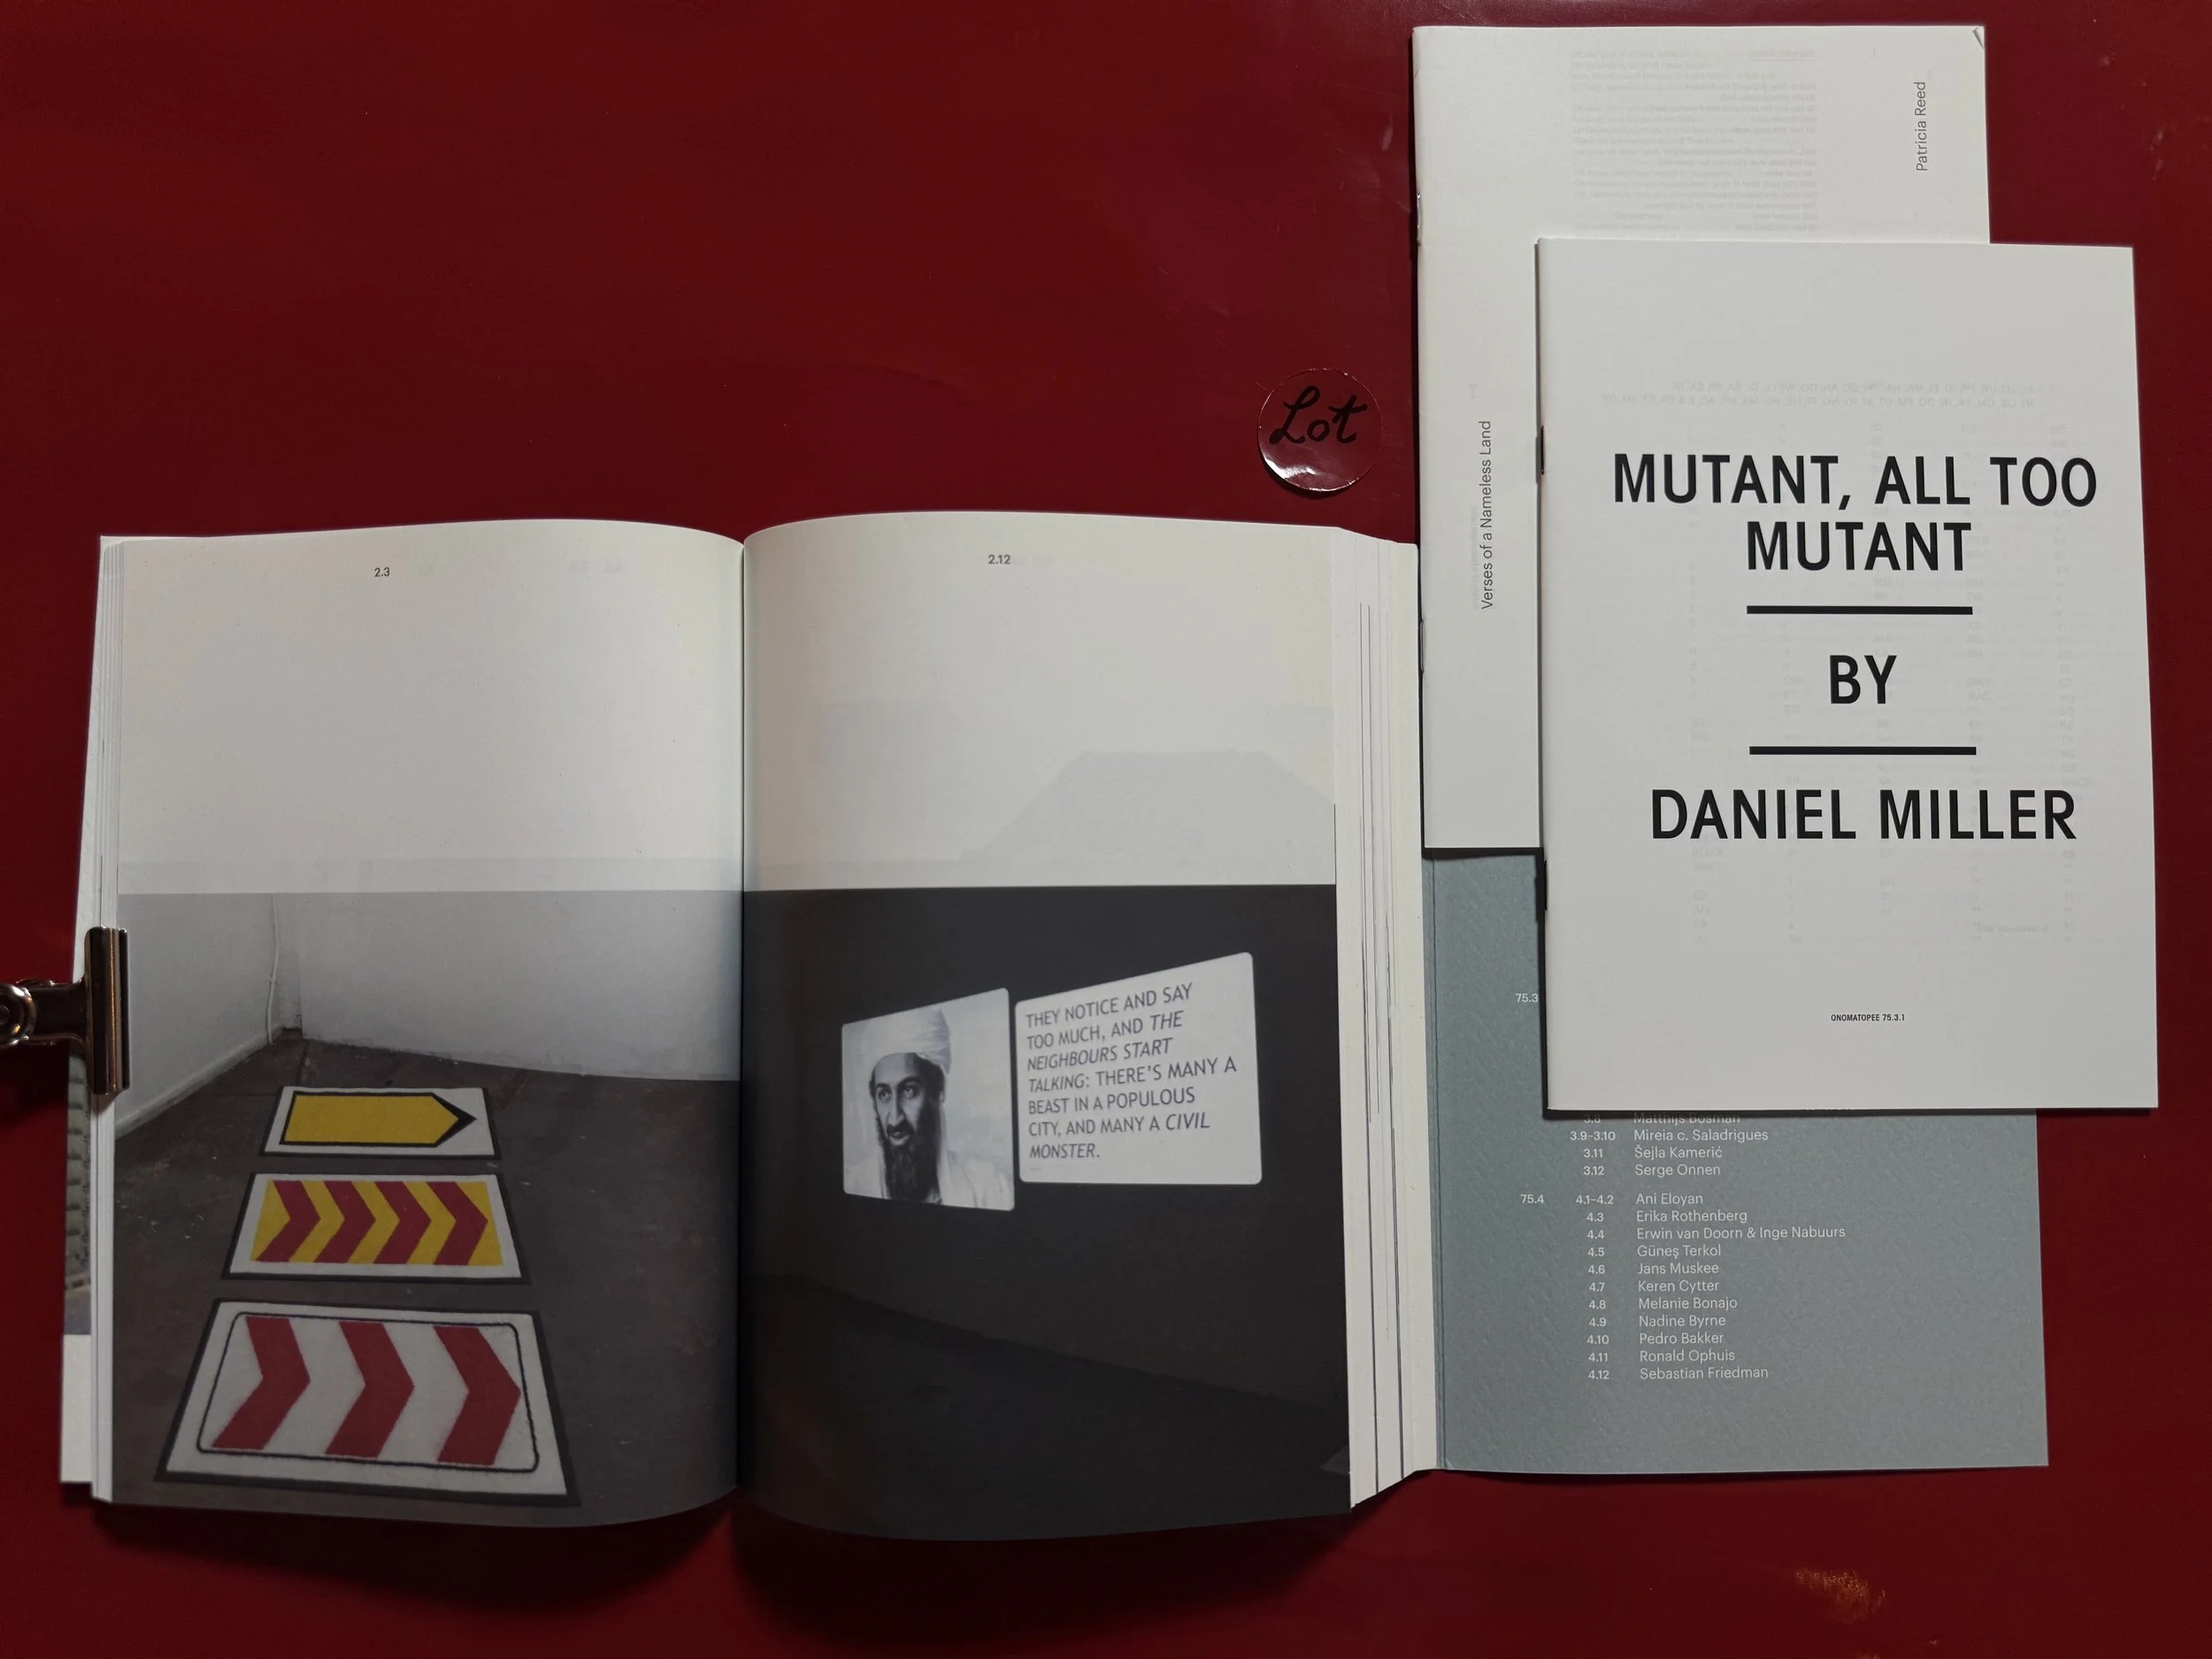 Patricia Reed
Verses of a Nameless Land
Lot
MUTANT, ALL TOO
MUTANT
BY
DANIEL MILLER
ONOMATOPEE 75.3.1
2.3
2.12
THEY NOTICE AND SAY
TOO MUCH, AND THE
NEIGHBOURS START
TALKING: THERE'S MANY A
BEAST IN A POPULOUS
CITY, AND MANY A CIVIL
MONSTER.
75.3
3.8 Matthijs Bosman
3.9–3.10 Mireia c. Saladrigues
3.11 Šejla Kamerić
3.12 Serge Onnen
75.4 4.1–4.2 Ani Eloyan
4.3 Erika Rothenberg
4.4 Erwin van Doorn & Inge Nabuurs
4.5 Güneş Terkol
4.6 Jans Muskee
4.7 Keren Cytter
4.8 Melanie Bonajo
4.9 Nadine Byrne
4.10 Pedro Bakker
4.11 Ronald Ophuis
4.12 Sebastian Friedman